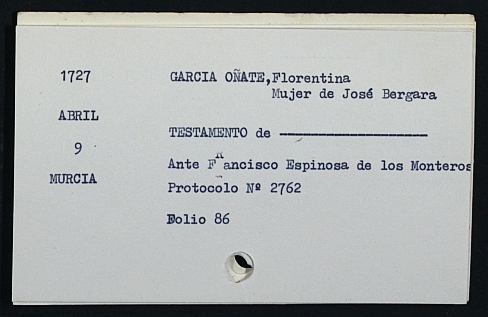 1727
ABRIL
9
MURCIA
GARCIA OÑATE,Florentina
Mujer de José Bergara
TESTAMENTO de --------------------
Ante Francisco Espinosa de los Monteros
Protocolo Nº 2762
Folio 86